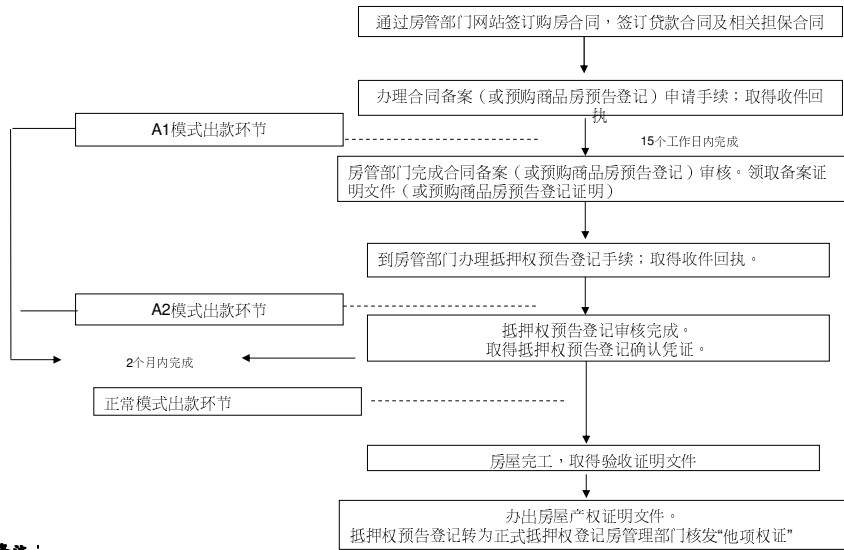 通过房管部门网站签订购房合同，签订贷款合同及相关担保合同
办理合同备案（或预购商品房预告登记）申请手续；取得收件回
执
A1模式出款环节
15个工作日内完成
房管部门完成合同备案（或预购商品房预告登记）审核。领取备案证
明文件（或预购商品房预告登记证明）
到房管部门办理抵押权预告登记手续；取得收件回执。
A2模式出款环节
抵押权预告登记审核完成。
取得抵押权预告登记确认凭证。
2个月内完成
正常模式出款环节
房屋完工，取得验收证明文件
办出房屋产权证明文件。
抵押权预告登记转为正式抵押权登记房管理部门核发“他项权证”